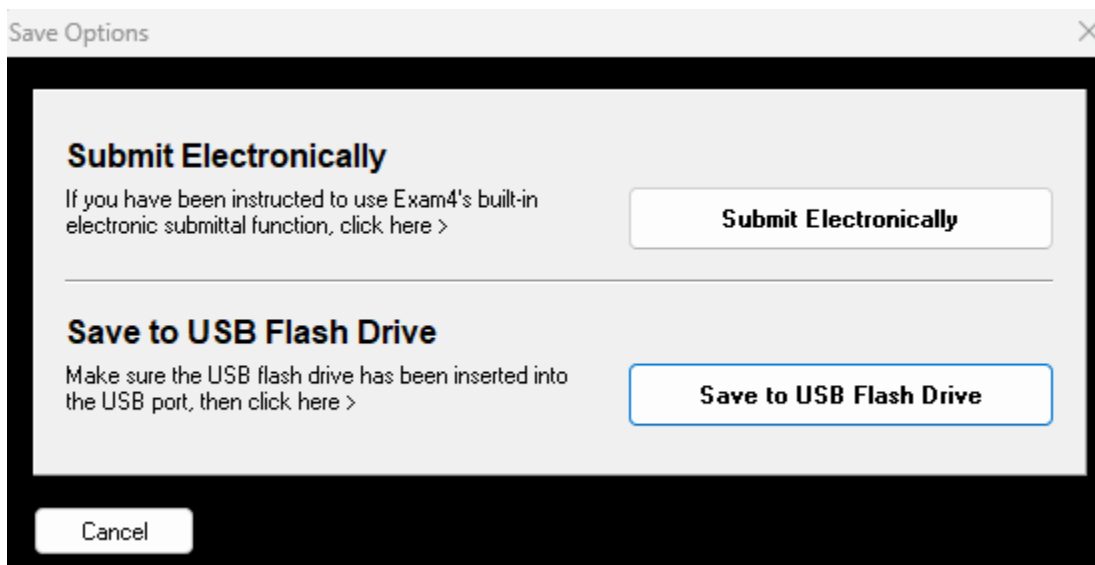 Save Options
Submit Electronically
If you have been instructed to use Exam4's built-in
electronic submittal function, click here >
Submit Electronically
Save to USB Flash Drive
Make sure the USB flash drive has been inserted into
the USB port, then click here >
Save to USB Flash Drive
Cancel